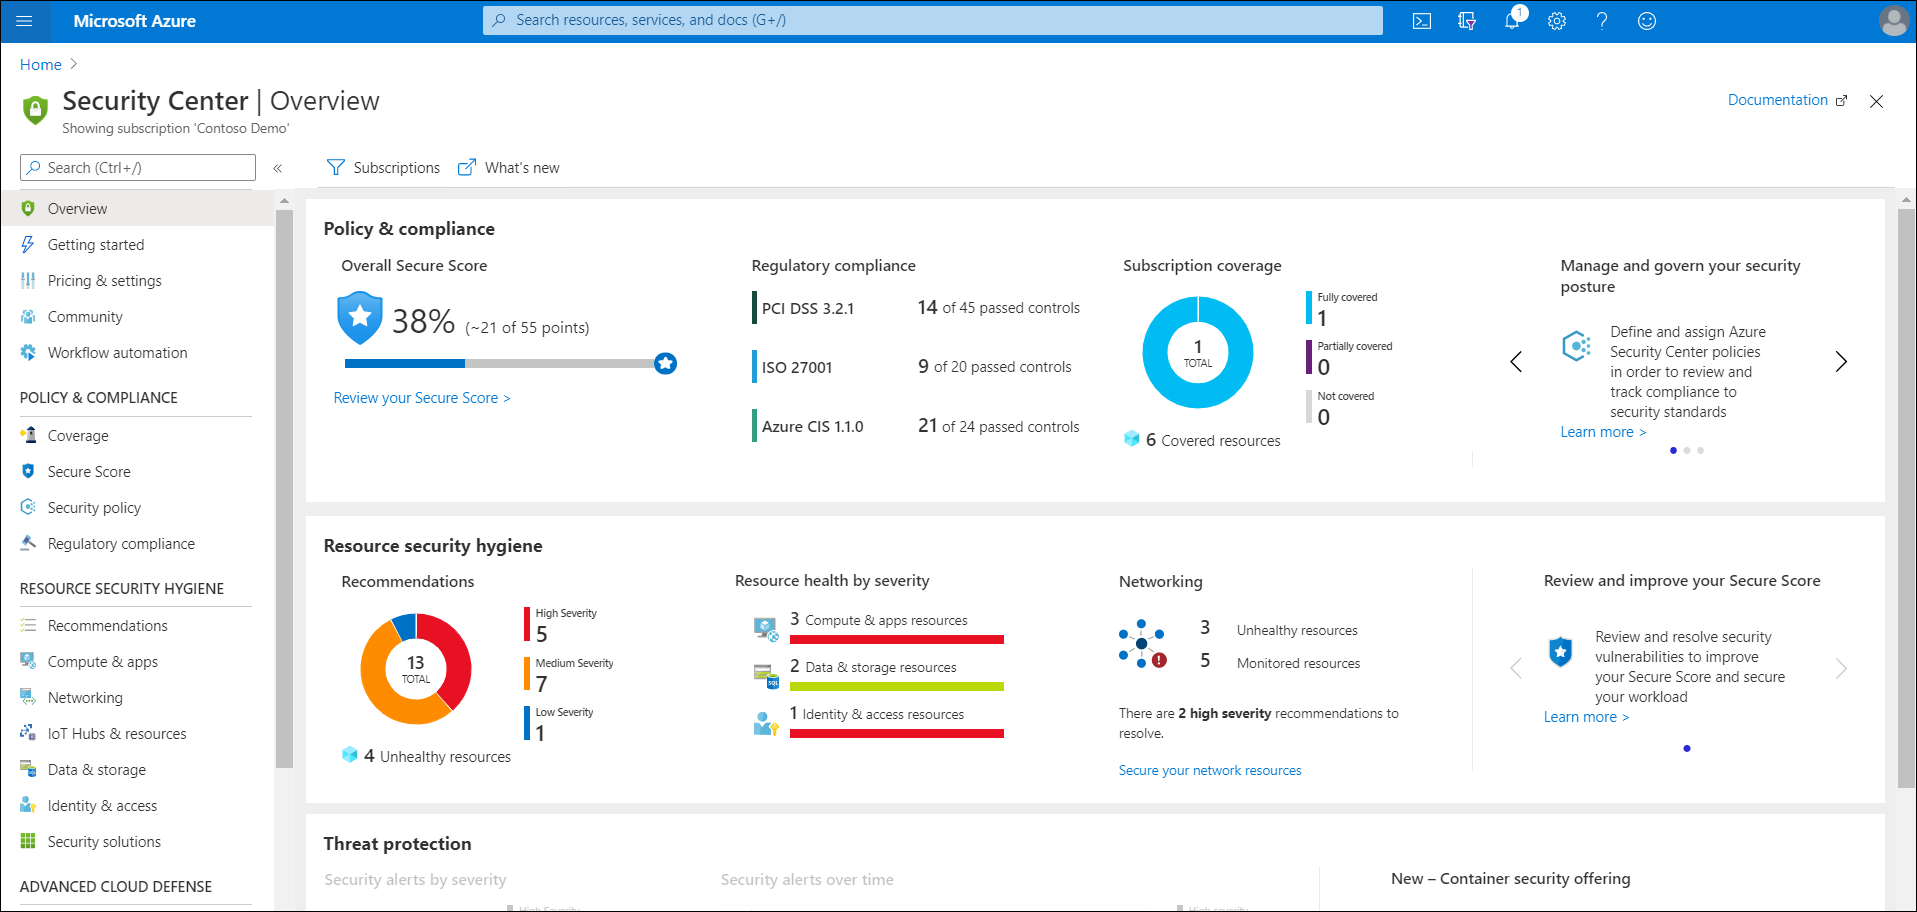 Microsoft Azure
Search resources, services, and docs (G+/)
1
Home >
Security Center | Overview
Showing subscription 'Contoso Demo'
Documentation
Search (Ctrl+/)
«
Subscriptions
What's new
Overview
Getting started
Pricing & settings
Community
Workflow automation
POLICY & COMPLIANCE
Coverage
Secure Score
Security policy
Regulatory compliance
RESOURCE SECURITY HYGIENE
Recommendations
Compute & apps
Networking
IoT Hubs & resources
Data & storage
Identity & access
Security solutions
ADVANCED CLOUD DEFENSE
Policy & compliance
Overall Secure Score
38% (~21 of 55 points)
Review your Secure Score >
Regulatory compliance
PCI DSS 3.2.1 14 of 45 passed controls
ISO 27001 9 of 20 passed controls
Azure CIS 1.1.0 21 of 24 passed controls
Subscription coverage
1
TOTAL
Fully covered
1
Partially covered
0
Not covered
0
6 Covered resources
Manage and govern your security
posture
Define and assign Azure
Security Center policies
in order to review and
track compliance to
security standards
Learn more >
Resource security hygiene
Recommendations
13
TOTAL
High Severity
5
Medium Severity
7
Low Severity
1
4 Unhealthy resources
Resource health by severity
3 Compute & apps resources
2 Data & storage resources
SQL
1 Identity & access resources
Networking
3 Unhealthy resources
5 Monitored resources
There are 2 high severity recommendations to
resolve.
Secure your network resources
Review and improve your Secure Score
Review and resolve security
vulnerabilities to improve
your Secure Score and secure
your workload
Learn more >
Threat protection
Security alerts by severity
High Severity
Security alerts over time
High severity
New – Container security offering